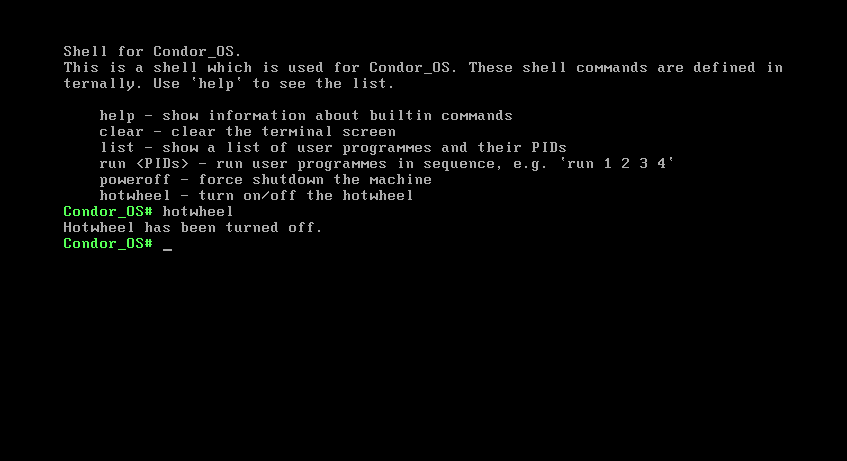 Shell for Condor_OS.
This is a shell which is used for Condor_OS. These shell commands are defined in
ternally. Use `help` to see the list.
help - show information about builtin commands
clear - clear the terminal screen
list - show a list of user programmes and their PIDs
run <PIDs> - run user programmes in sequence, e.g. `run 1 2 3 4`
poweroff - force shutdown the machine
hotwheel - turn on/off the hotwheel
Condor_OS# hotwheel
Hotwheel has been turned off.
Condor_OS# _